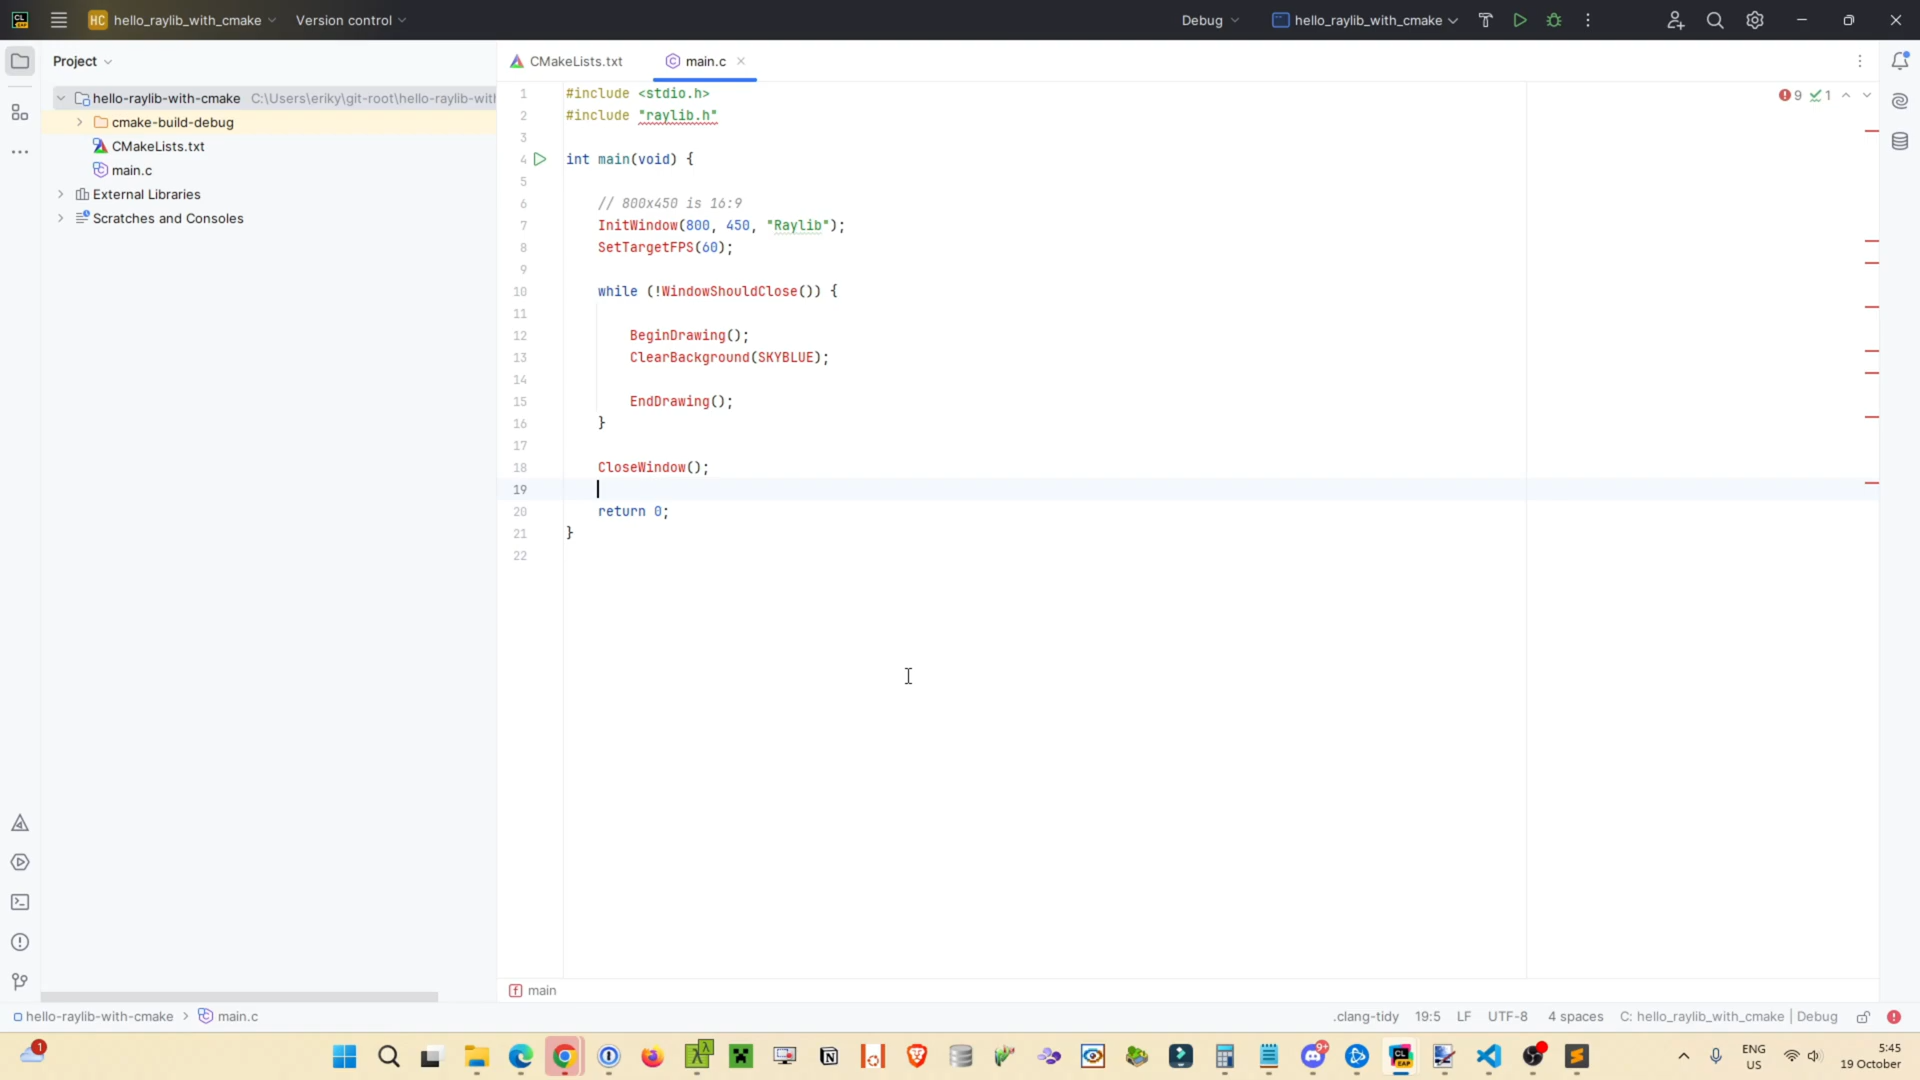 HC hello_raylib_with_cmake Version control Debug hello_raylib_with_cmake
Project
CMakeLists.txt main.c
hello-raylib-with-cmake C:\Users\eriky\git-root\hello-raylib-wit
cmake-build-debug
CMakeLists.txt
main.c
External Libraries
Scratches and Consoles
9 1
1 #include <stdio.h>
2 #include "raylib.h"
3
4 int main(void) {
5
6 // 800x450 is 16:9
7 InitWindow(800, 450, "Raylib");
8 SetTargetFPS(60);
9
10 while (!WindowShouldClose()) {
11
12 BeginDrawing();
13 ClearBackground(SKYBLUE);
14
15 EndDrawing();
16 }
17
18 CloseWindow();
19
20 return 0;
21 }
22
f main
hello-raylib-with-cmake > main.c .clang-tidy 19:5 LF UTF-8 4 spaces C: hello_raylib_with_cmake | Debug
1 9+ ENG 5:45
US 19 October